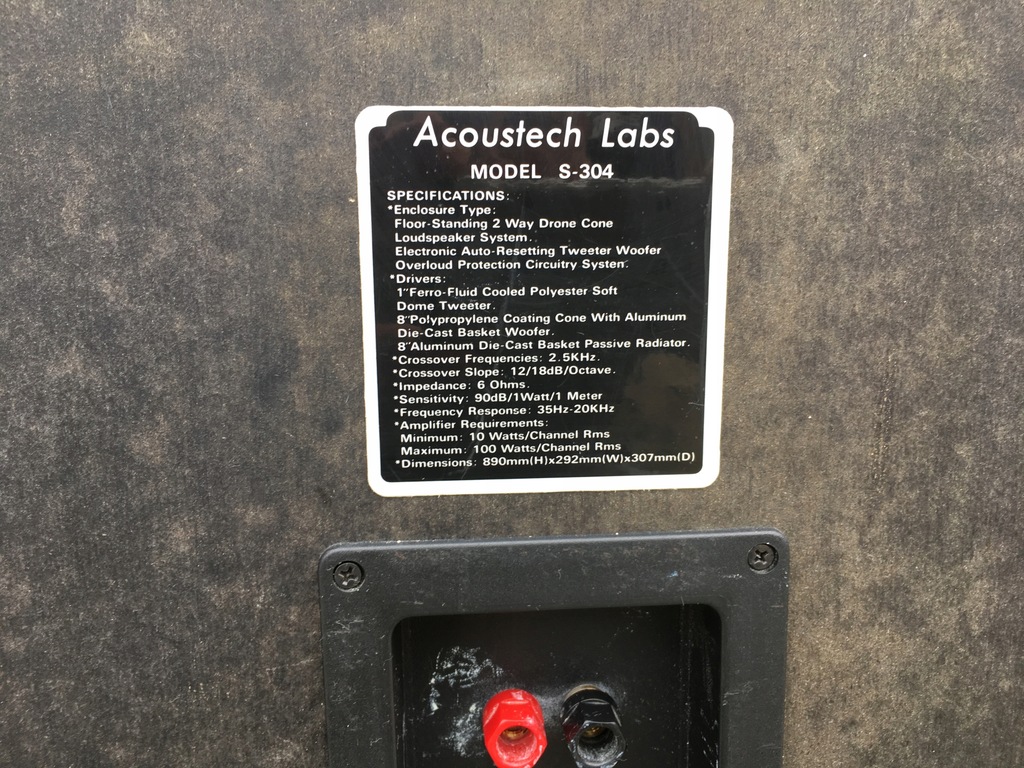 Acoustech Labs
MODEL S-304
SPECIFICATIONS:
*Enclosure Type:
Floor-Standing 2 Way Drone Cone
Loudspeaker System.
Electronic Auto-Resetting Tweeter Woofer
Overloud Protection Circuitry System.
*Drivers:
1"Ferro-Fluid Cooled Polyester Soft
Dome Tweeter.
8"Polypropylene Coating Cone With Aluminum
Die-Cast Basket Woofer.
8"Aluminum Die-Cast Basket Passive Radiator.
*Crossover Frequencies: 2.5KHz.
*Crossover Slope: 12/18dB/Octave.
*Impedance: 6 Ohms.
*Sensitivity: 90dB/1Watt/1 Meter
*Frequency Response: 35Hz-20KHz
*Amplifier Requirements:
Minimum: 10 Watts/Channel Rms
Maximum: 100 Watts/Channel Rms
*Dimensions: 890mm(H)x292mm(W)x307mm(D)